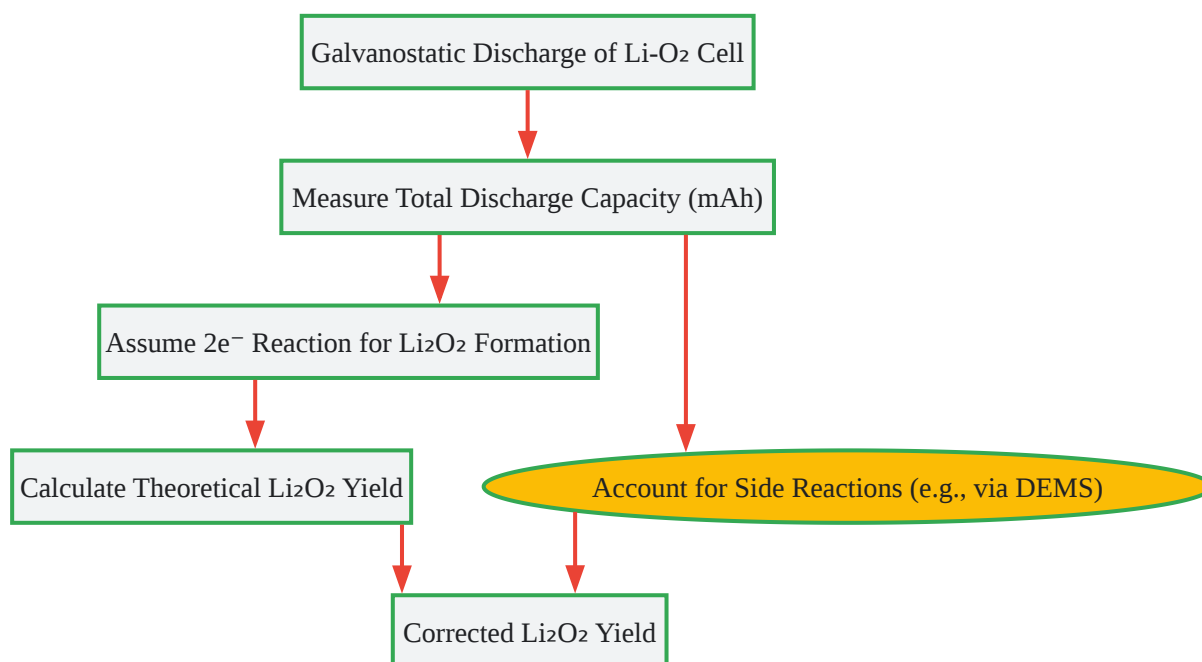 Galvanostatic Discharge of Li-O₂ Cell
Measure Total Discharge Capacity (mAh)
Assume 2e⁻ Reaction for Li₂O₂ Formation
Calculate Theoretical Li₂O₂ Yield
Account for Side Reactions (e.g., via DEMS)
Corrected Li₂O₂ Yield